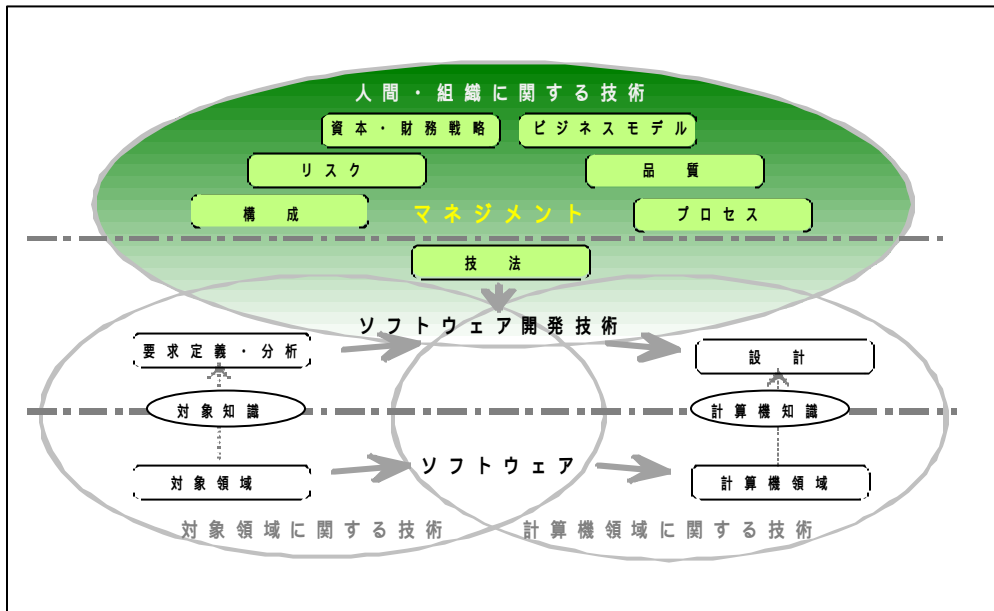 人間・組織に関する技術
資本・財務戦略
ビジネスモデル
リスク
品質
構成
マネジメント
プロセス
技法
ソフトウェア開発技術
要求定義・分析
設計
対象知識
計算機知識
ソフトウェア
対象領域
計算機領域
対象領域に関する技術
計算機領域に関する技術